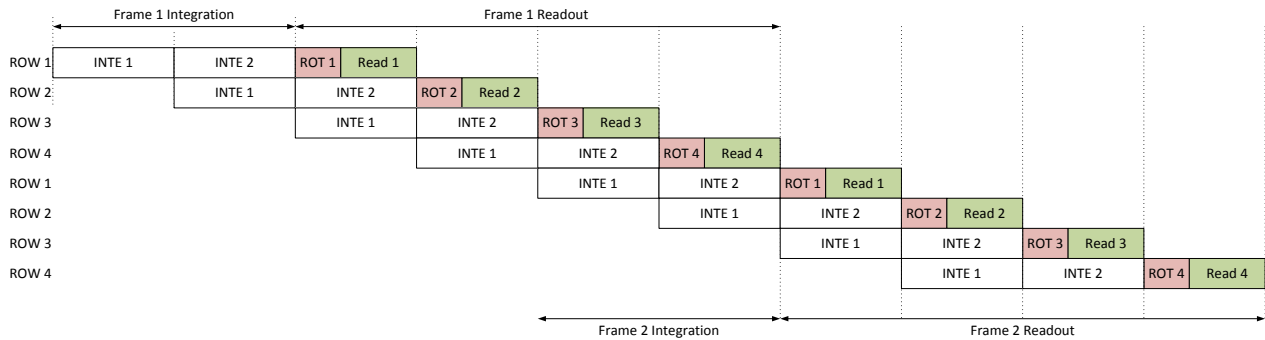 Frame 1 Integration Frame 1 Readout
ROW 1 INTE 1 INTE 2 ROT 1 Read 1
ROW 2 INTE 1 INTE 2 ROT 2 Read 2
ROW 3 INTE 1 INTE 2 ROT 3 Read 3
ROW 4 INTE 1 INTE 2 ROT 4 Read 4
ROW 1 INTE 1 INTE 2 ROT 1 Read 1
ROW 2 INTE 1 INTE 2 ROT 2 Read 2
ROW 3 INTE 1 INTE 2 ROT 3 Read 3
ROW 4 INTE 1 INTE 2 ROT 4 Read 4
Frame 2 Integration Frame 2 Readout